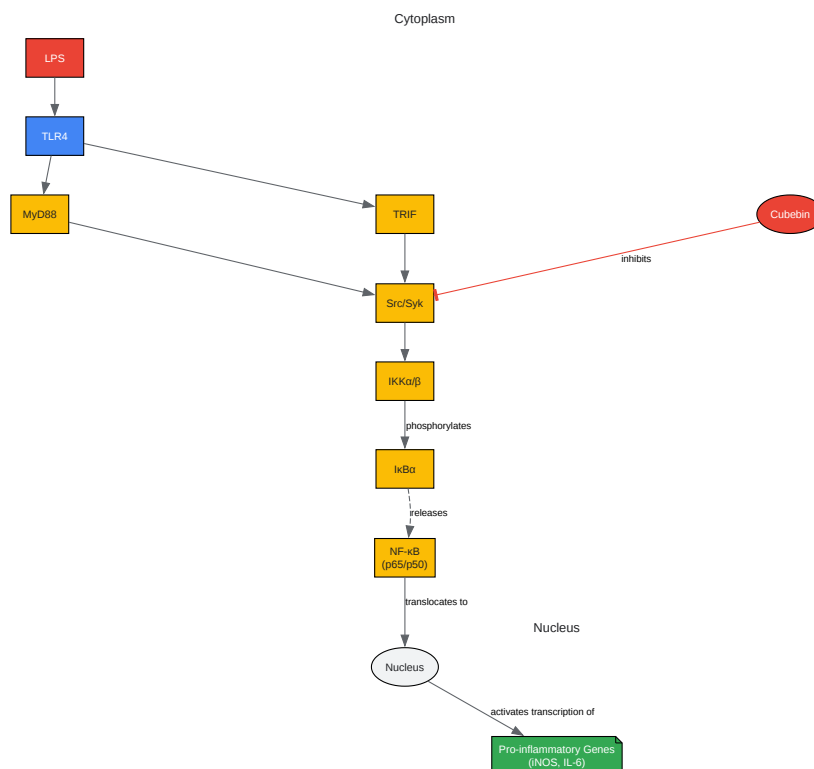 Cytoplasm
LPS
TLR4
MyD88
TRIF
Cubebin
inhibits
Src/Syk
IKKα/β
phosphorylates
IκBα
releases
NF-κB
(p65/p50)
translocates to
Nucleus
Nucleus
activates transcription of
Pro-inflammatory Genes
(iNOS, IL-6)